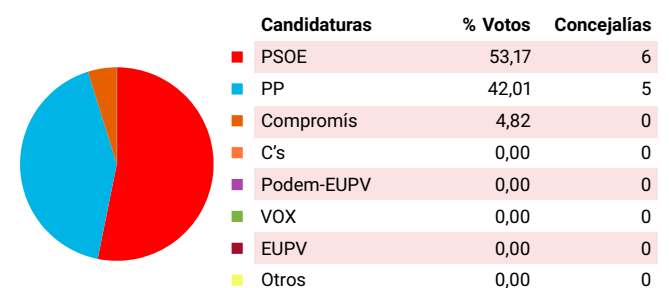 Candidaturas % Votos Concejalías
PSOE 53,17 6
PP 42,01 5
Compromís 4,82 0
C's 0,00 0
Podem-EUPV 0,00 0
VOX 0,00 0
EUPV 0,00 0
Otros 0,00 0